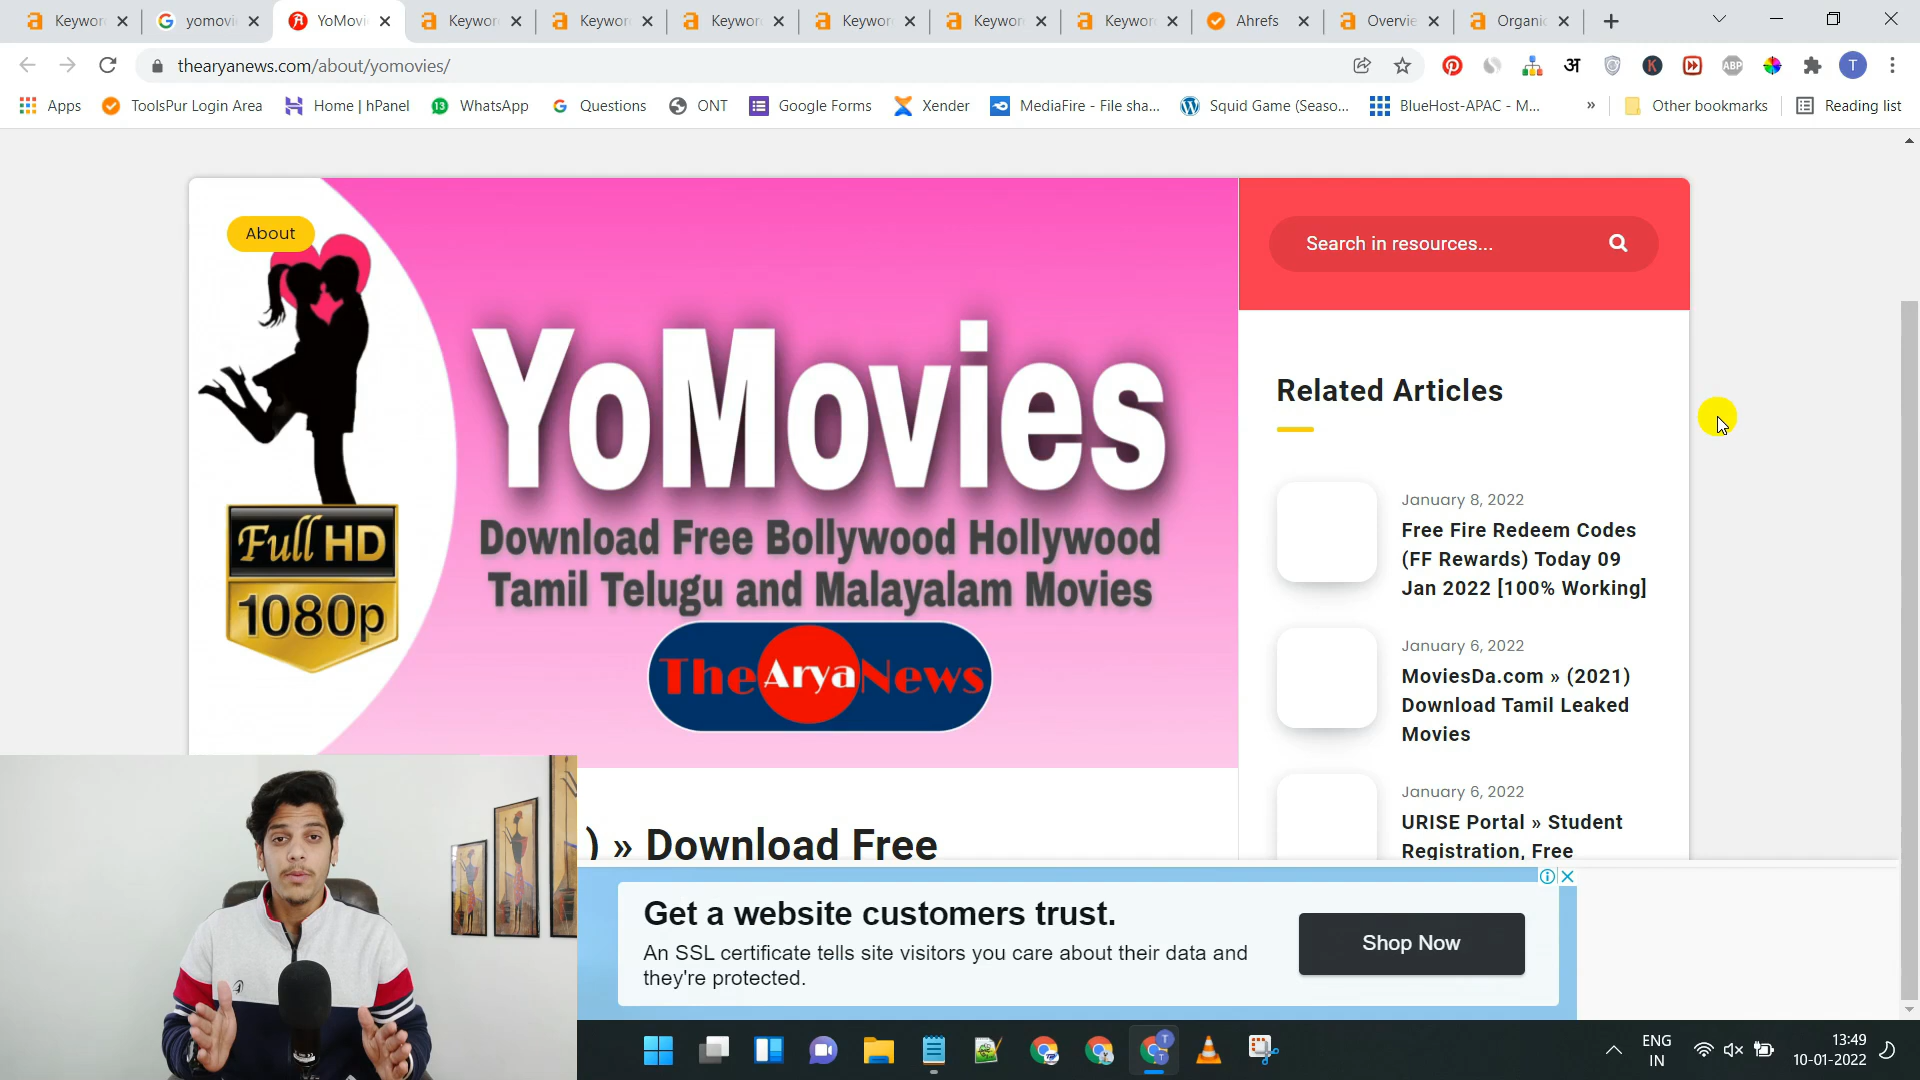 Keywor
yomovi
YoMovi
Keywor
Keywor
Keywor
Keywor
Keywor
Keywor
Ahrefs
Overvie
Organi
thearyanews.com/about/yomovies/
Apps
ToolsPur Login Area
Home | hPanel
13
WhatsApp
Questions
ONT
Google Forms
Xender
MediaFire - File sha...
Squid Game (Seaso...
BlueHost-APAC - M...
»
Other bookmarks
Reading list
अ
K
ABP
T
About
YoMovies
Download Free Bollywood Hollywood
Tamil Telugu and Malayalam Movies
Full HD
1080p
TheAryaNews
Search in resources...
Related Articles
January 8, 2022
Free Fire Redeem Codes
(FF Rewards) Today 09
Jan 2022 [100% Working]
January 6, 2022
MoviesDa.com » (2021)
Download Tamil Leaked
Movies
January 6, 2022
URISE Portal » Student
Registration, Free
) » Download Free
Get a website customers trust.
An SSL certificate tells site visitors you care about their data and
they're protected.
Shop Now
ENG
IN
13:49
10-01-2022